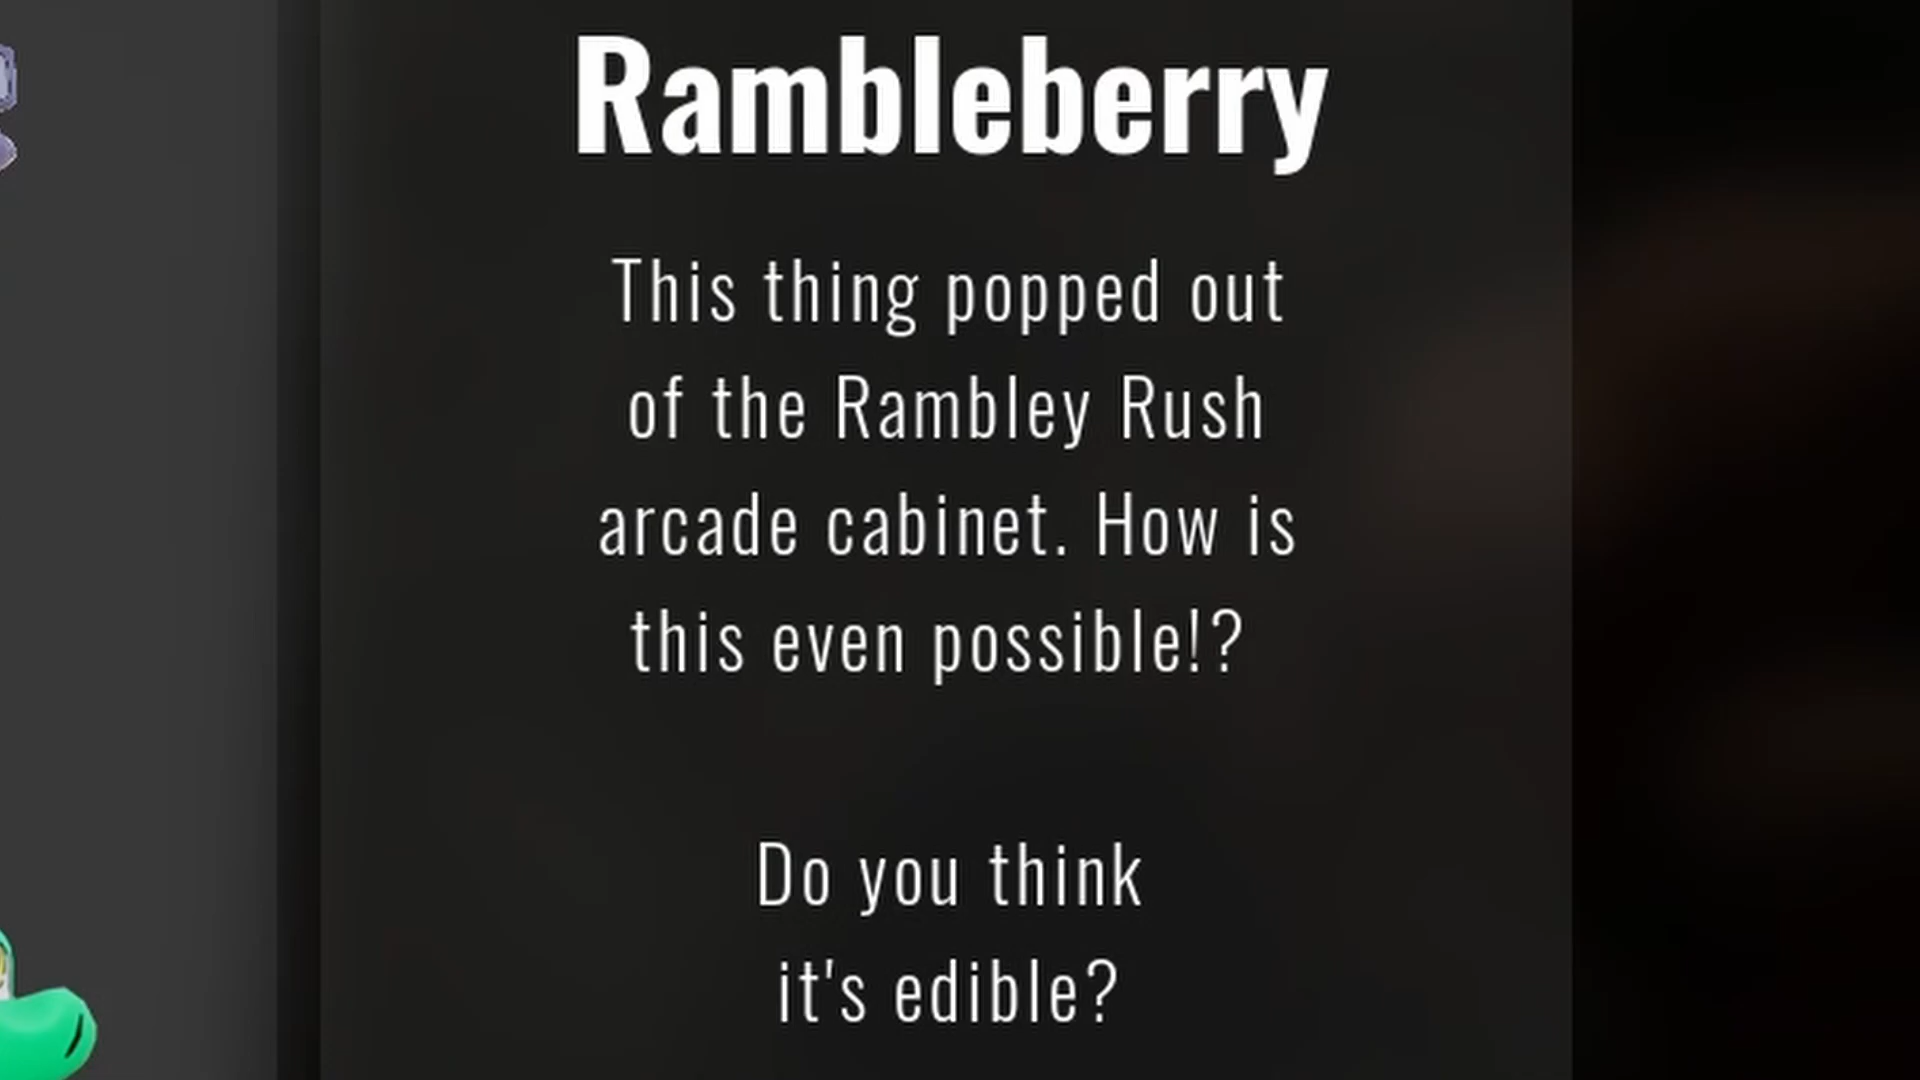 Rambleberry
This thing popped out
of the Rambley Rush
arcade cabinet. How is
this even possible!?
Do you think
it's edible?